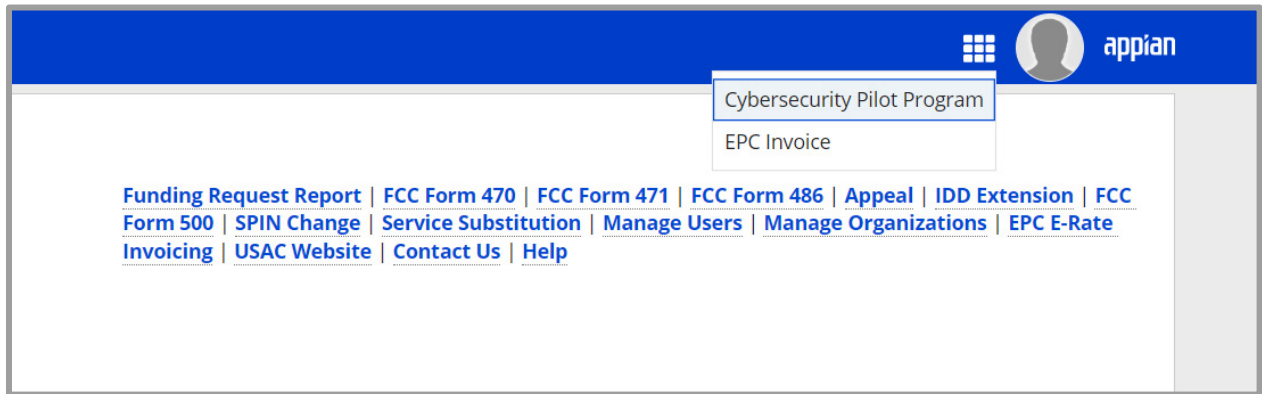 appian
Cybersecurity Pilot Program
EPC Invoice
Funding Request Report | FCC Form 470 | FCC Form 471 | FCC Form 486 | Appeal | IDD Extension | FCC
Form 500 | SPIN Change | Service Substitution | Manage Users | Manage Organizations | EPC E-Rate
Invoicing | USAC Website | Contact Us | Help